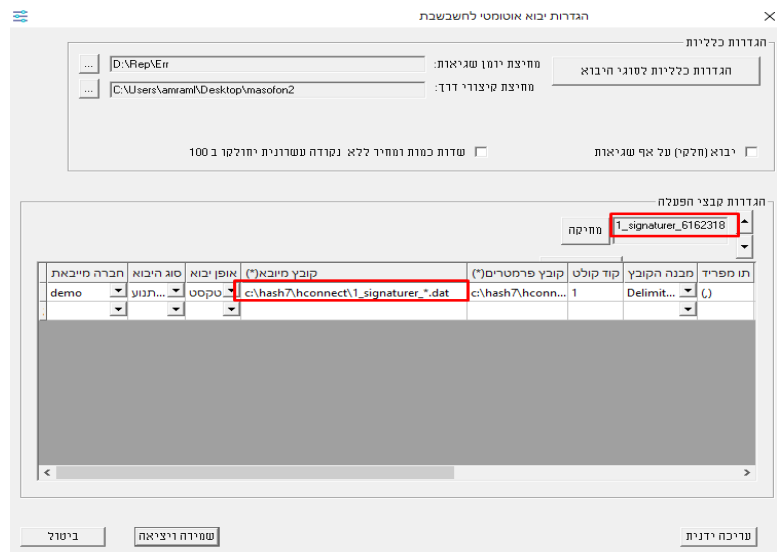 הגדרות יבוא אוטומטי לחשבשבת
הגדרות כלליות
הגדרות כלליות לסוגי היבוא
מחיצת יומן שגיאות:
D:\Rep\Err
...
מחיצת קיצורי דרך:
C:\Users\amraml\Desktop\masofon2
...
יבוא (חלקי) על אף שגיאות
שדות כמות ומחיר ללא נקודה עשרונית יחולקו ב 100
הגדרות קבצי הפעלה
1_signaturer_6162318
מחיקה
תו מפריד מבנה הקובץ קוד קולט קובץ פרמטרים(*) קובץ מיובא(*) אופן יבוא סוג היבוא חברה מייבאת
(,) Delimit... 1 c:\hash7\hconn... c:\hash7\hconnect\1_signaturer_*.dat טקסט תנוע... demo
עריכה ידנית
שמירה ויציאה
ביטול